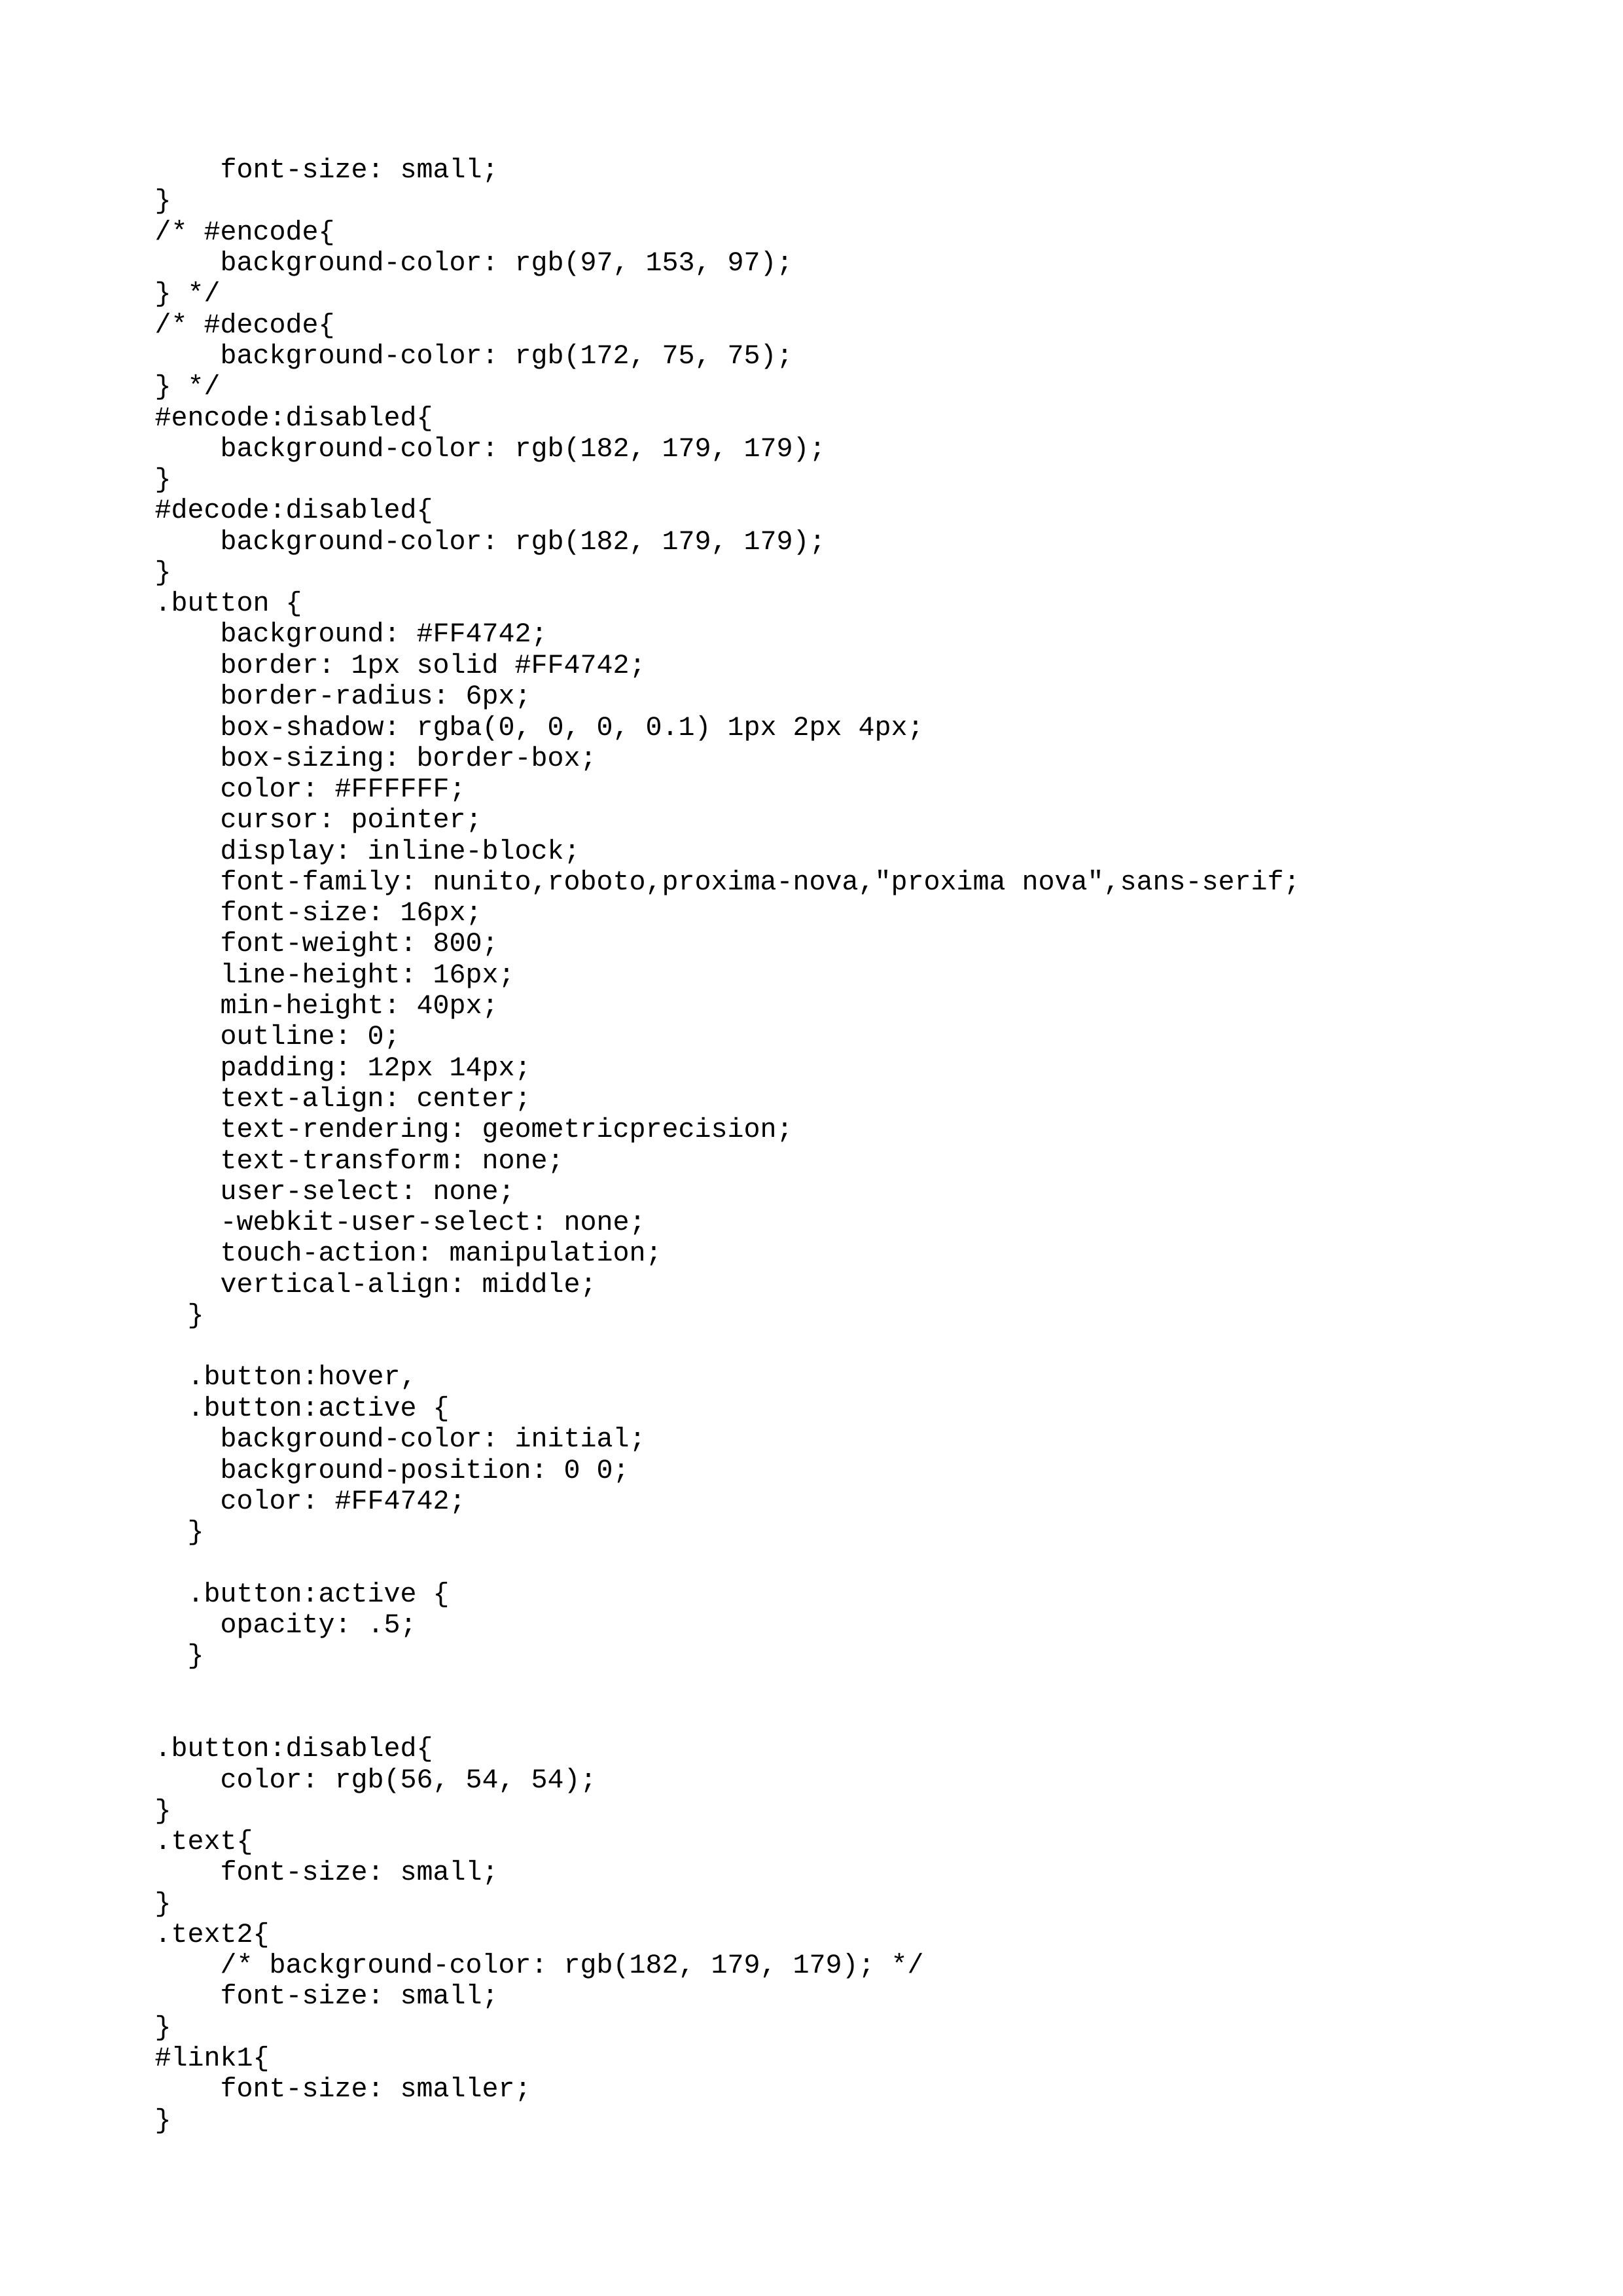 font-size: small;
}
/* #encode{
    background-color: rgb(97, 153, 97);
} */
/* #decode{
    background-color: rgb(172, 75, 75);
} */
#encode:disabled{
    background-color: rgb(182, 179, 179);
}
#decode:disabled{
    background-color: rgb(182, 179, 179);
}
.button {
    background: #FF4742;
    border: 1px solid #FF4742;
    border-radius: 6px;
    box-shadow: rgba(0, 0, 0, 0.1) 1px 2px 4px;
    box-sizing: border-box;
    color: #FFFFFF;
    cursor: pointer;
    display: inline-block;
    font-family: nunito,roboto,proxima-nova,"proxima nova",sans-serif;
    font-size: 16px;
    font-weight: 800;
    line-height: 16px;
    min-height: 40px;
    outline: 0;
    padding: 12px 14px;
    text-align: center;
    text-rendering: geometricprecision;
    text-transform: none;
    user-select: none;
    -webkit-user-select: none;
    touch-action: manipulation;
    vertical-align: middle;
  }

  .button:hover,
  .button:active {
    background-color: initial;
    background-position: 0 0;
    color: #FF4742;
  }

  .button:active {
    opacity: .5;
  }


.button:disabled{
    color: rgb(56, 54, 54);
}
.text{
    font-size: small;
}
.text2{
    /* background-color: rgb(182, 179, 179); */
    font-size: small;
}
#link1{
    font-size: smaller;
}